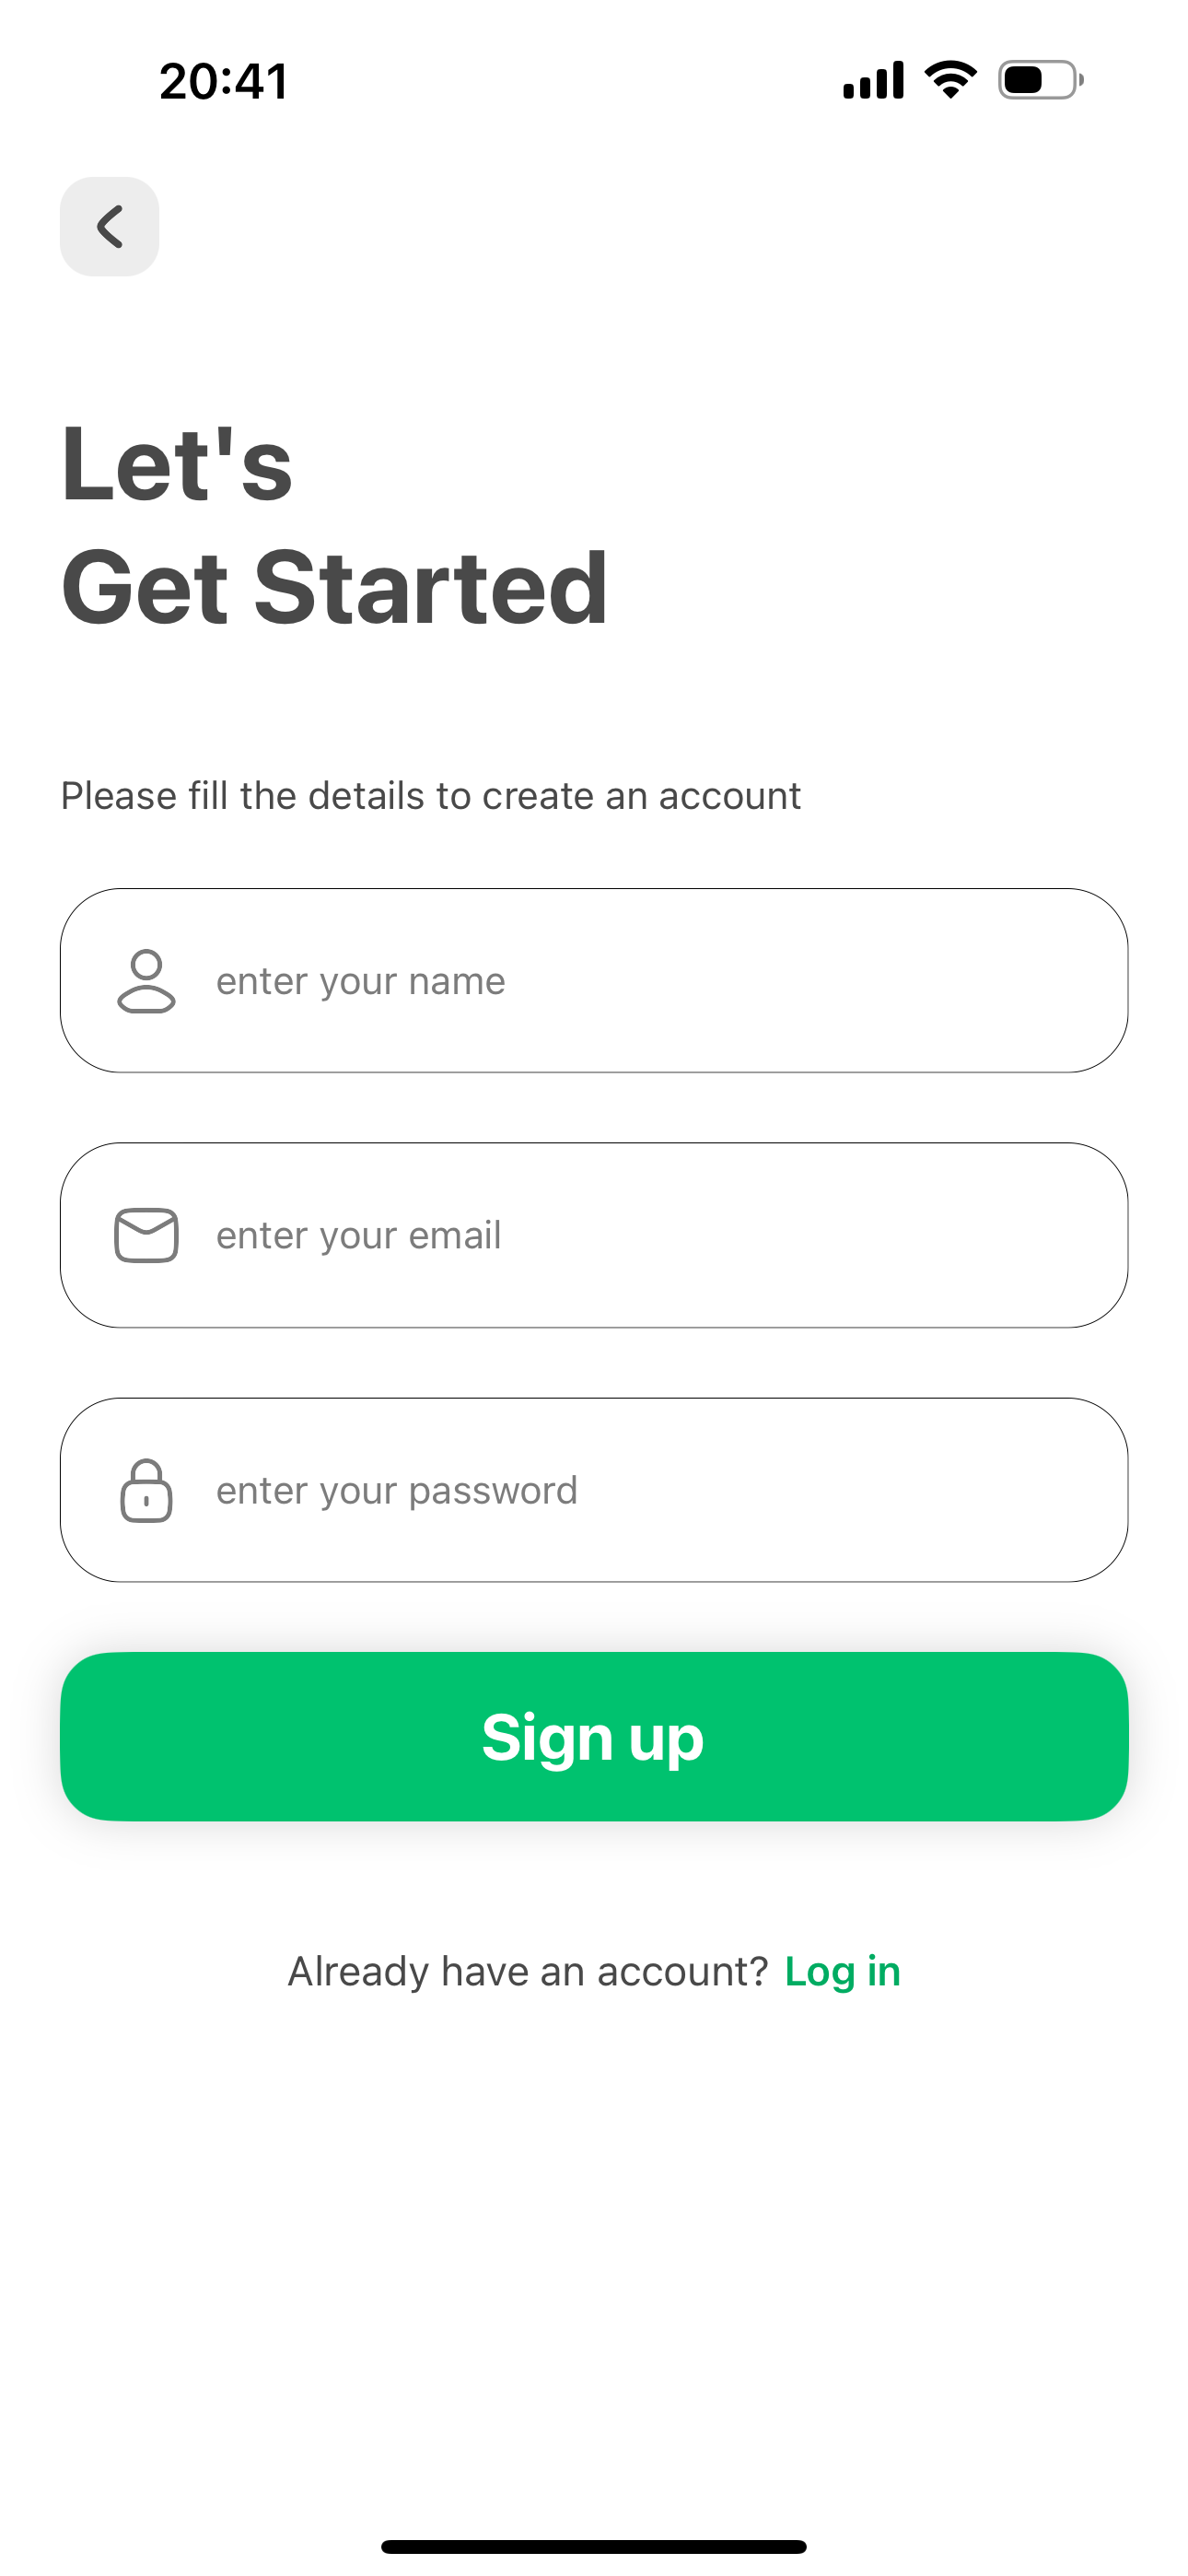 20:41
Let's
Get Started
Please fill the details to create an account
enter your name
enter your email
enter your password
Sign up
Already have an account? Log in